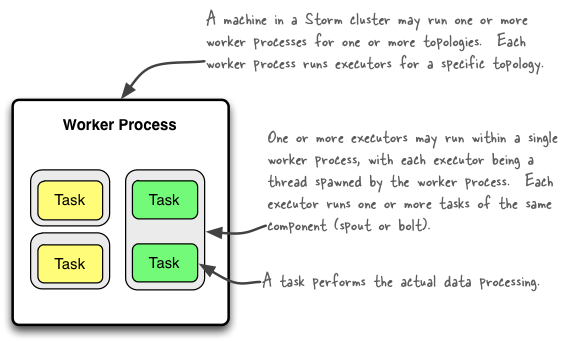 A machine in a Storm cluster may run one or more
worker processes for one or more topologies. Each
worker process runs executors for a specific topology.
Worker Process
One or more executors may run within a single
worker process, with each executor being a
thread spawned by the worker process. Each
executor runs one or more tasks of the same
component (spout or bolt).
Task
Task
Task
Task
A task performs the actual data processing.